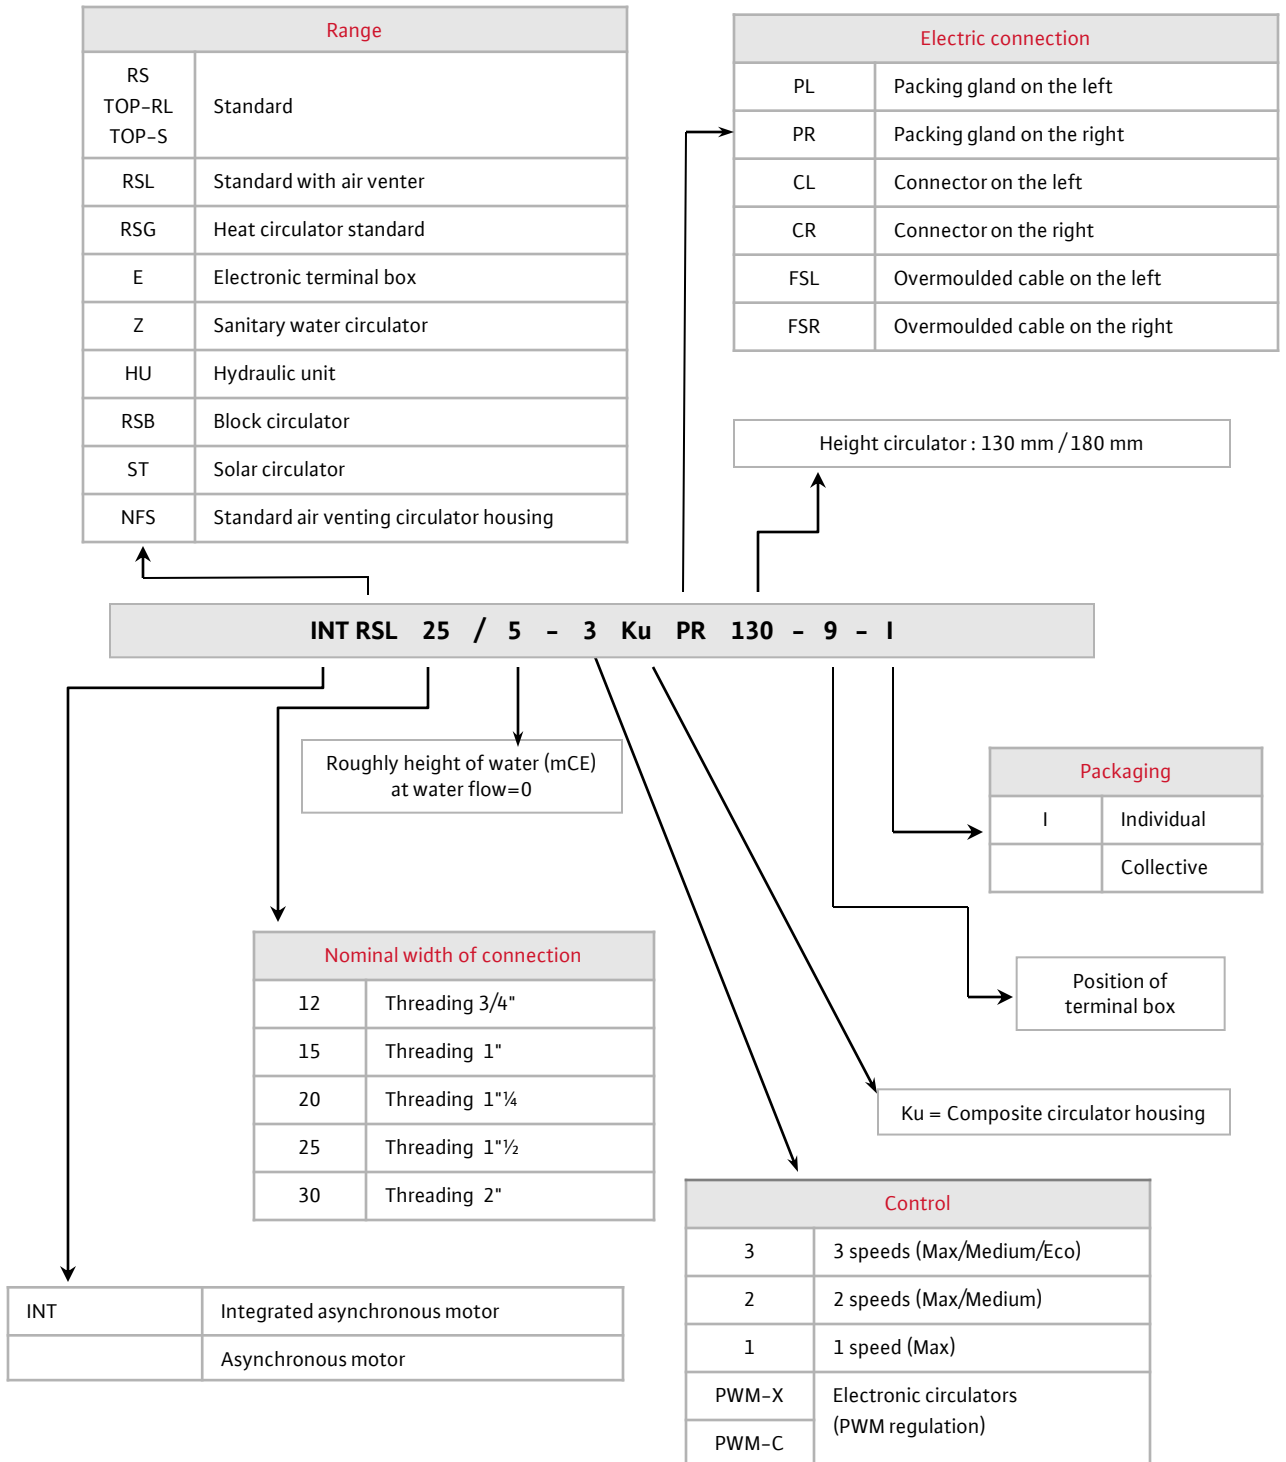 Range
RS
TOP-RL
TOP-S
Standard
RSL Standard with air venter
RSG Heat circulator standard
E Electronic terminal box
Z Sanitary water circulator
HU Hydraulic unit
RSB Block circulator
ST Solar circulator
NFS Standard air venting circulator housing
Electric connection
PL Packing gland on the left
PR Packing gland on the right
CL Connector on the left
CR Connector on the right
FSL Overmoulded cable on the left
FSR Overmoulded cable on the right
Height circulator : 130 mm / 180 mm
INT RSL 25 / 5 - 3 Ku PR 130 - 9 - I
Roughly height of water (mCE)
at water flow=0
Packaging
I Individual
Collective
Nominal width of connection
12 Threading 3/4"
15 Threading 1"
20 Threading 1"¼
25 Threading 1"½
30 Threading 2"
Position of
terminal box
Ku = Composite circulator housing
Control
3 3 speeds (Max/Medium/Eco)
2 2 speeds (Max/Medium)
1 1 speed (Max)
PWM-X
PWM-C
Electronic circulators
(PWM regulation)
INT Integrated asynchronous motor
Asynchronous motor